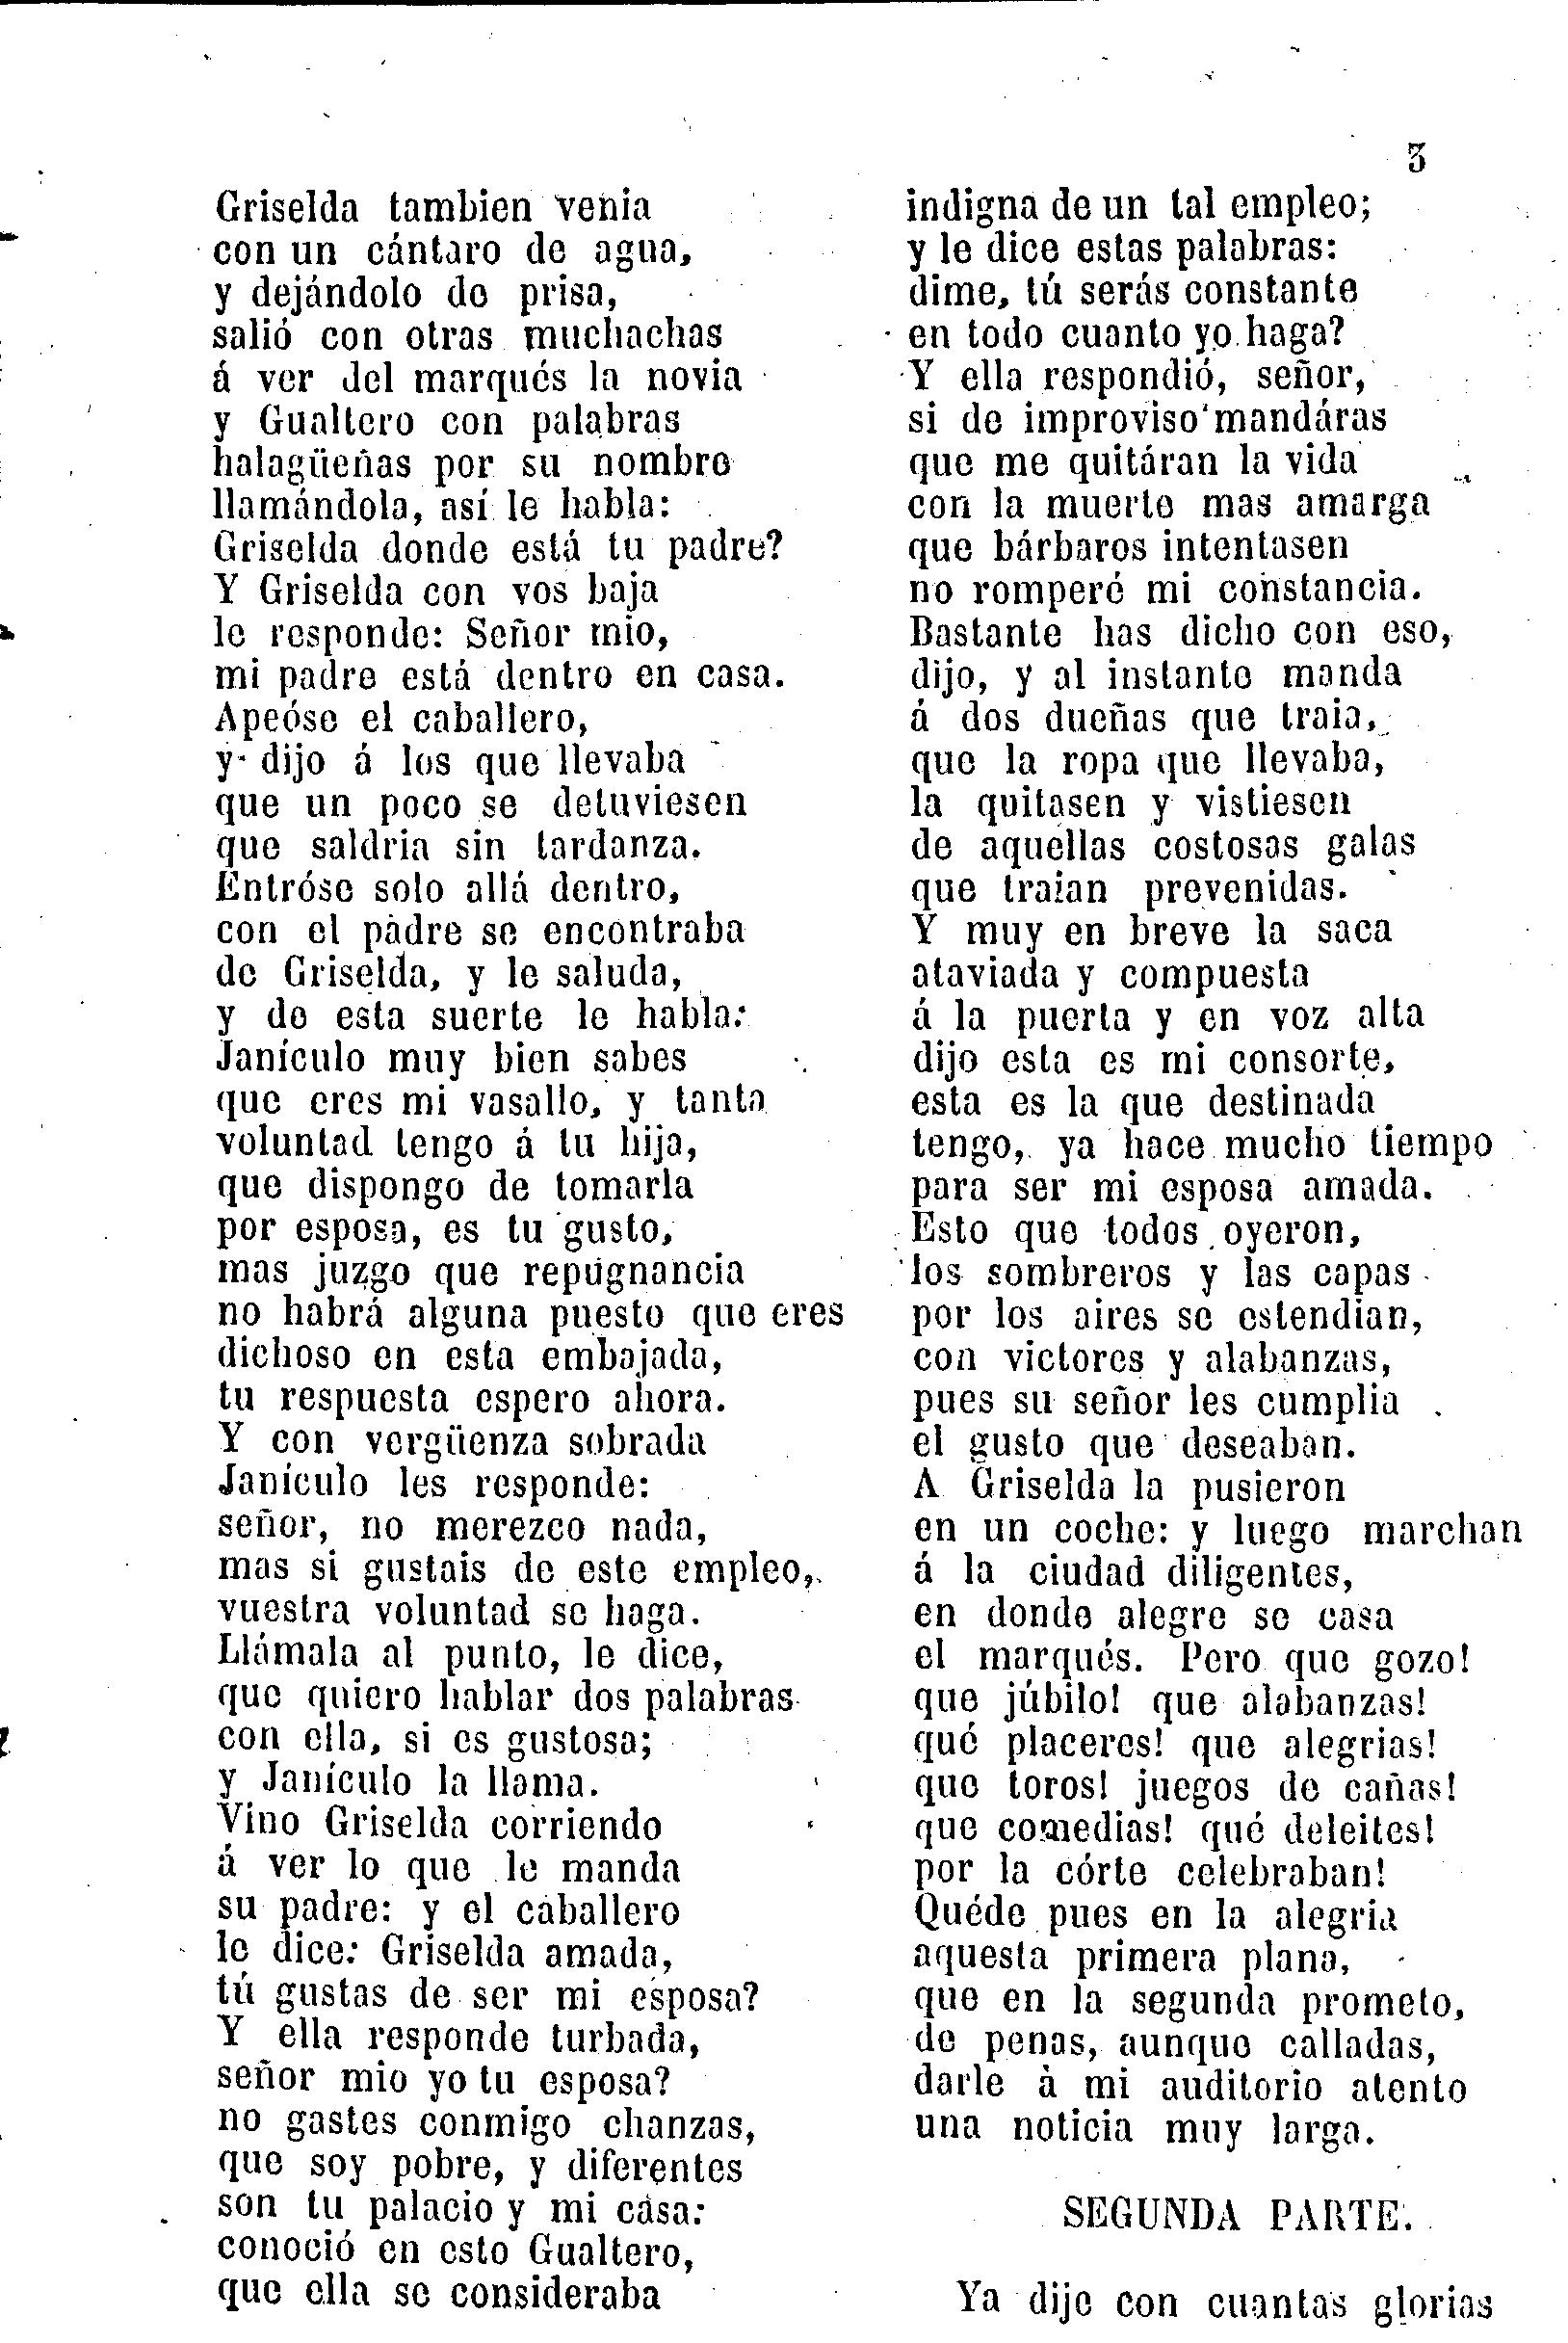 3
Griselda tambien venia
con un cántaro de agua,
y dejándolo de prisa,
salió con otras muchachas
á ver del marqués la novia
y Gualtero con palabras
halagüeñas por su nombre
llamándola, así le habla:
Griselda donde está tu padre?
Y Griselda con vos baja
le responde: Señor mio,
mi padre está dentro en casa.
Apeóse el caballero,
y dijo á los que llevaba
que un poco se detuviesen
que saldria sin tardanza.
Entróse solo allá dentro,
con el padre se encontraba
de Griselda, y le saluda,
y de esta suerte le habla:
Janículo muy bien sabes
que eres mi vasallo, y tanta
voluntad tengo á tu hija,
que dispongo de tomarla
por esposa, es tu gusto,
mas juzgo que repugnancia
no habrá alguna puesto que eres
dichoso en esta embajada,
tu respuesta espero ahora.
Y con vergüenza sobrada
Janículo les responde:
señor, no merezco nada,
mas si gustais de este empleo,
vuestra voluntad se haga.
Llámala al punto, le dice,
que quiero hablar dos palabras
con ella, si es gustosa;
y Janículo la llama.
Vino Griselda corriendo
á ver lo que le manda
su padre: y el caballero
le dice: Griselda amada,
tú gustas de ser mi esposa?
Y ella responde turbada,
señor mio yo tu esposa?
no gastes conmigo chanzas,
que soy pobre, y diferentes
son tu palacio y mi casa:
conoció en esto Gualtero,
que ella se consideraba
indigna de un tal empleo;
y le dice estas palabras:
dime, tú serás constante
en todo cuanto yo haga?
Y ella respondió, señor,
si de improviso mandáras
que me quitáran la vida
con la muerte mas amarga
que bárbaros intentasen
no romperé mi constancia.
Bastante has dicho con eso,
dijo, y al instante manda
á dos dueñas que traia,
que la ropa que llevaba,
la quitasen y vistiesen
de aquellas costosas galas
que traian prevenidas.
Y muy en breve la saca
ataviada y compuesta
á la puerta y en voz alta
dijo esta es mi consorte,
esta es la que destinada
tengo, ya hace mucho tiempo
para ser mi esposa amada.
Esto que todos oyeron,
los sombreros y las capas
por los aires se estendian,
con victores y alabanzas,
pues su señor les cumplia
el gusto que deseaban.
A Griselda la pusieron
en un coche: y luego marchan
á la ciudad diligentes,
en donde alegre se casa
el marqués. Pero que gozo!
que júbilo! que alabanzas!
qué placeres! que alegrias!
que toros! juegos de cañas!
que comedias! qué deleites!
por la córte celebraban!
Quéde pues en la alegria
aquesta primera plana,
que en la segunda prometo,
de penas, aunque calladas,
darle à mi auditorio atento
una noticia muy larga.
SEGUNDA PARTE.
Ya dije con cuantas glorias